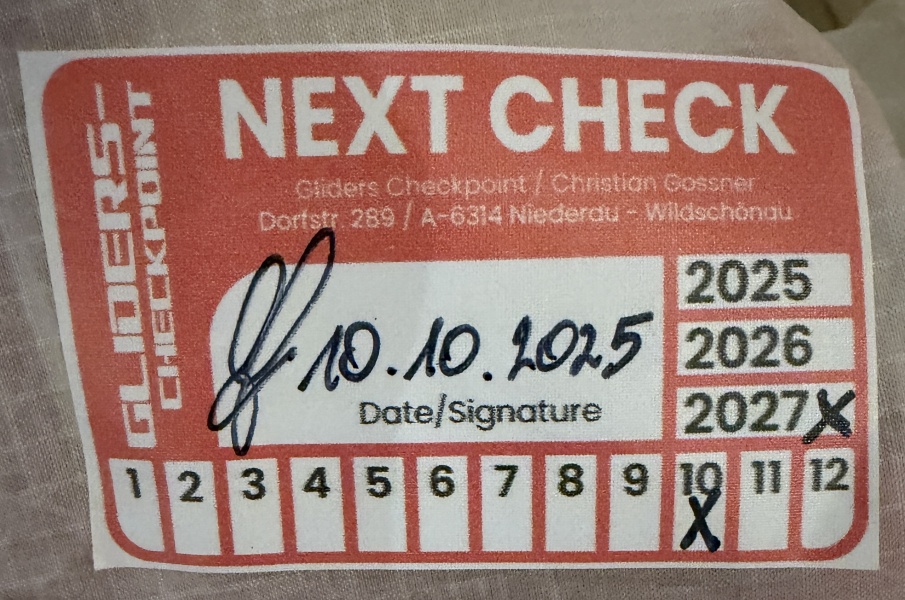 GLIDERS-
CHECKPOINT
NEXT CHECK
Gliders Checkpoint / Christian Gossner
Dorfstr. 289 / A-6314 Niederau - Wildschönau
10.10.2025
Date/Signature
2025
2026
2027 X
1 2 3 4 5 6 7 8 9 10 11 12
X